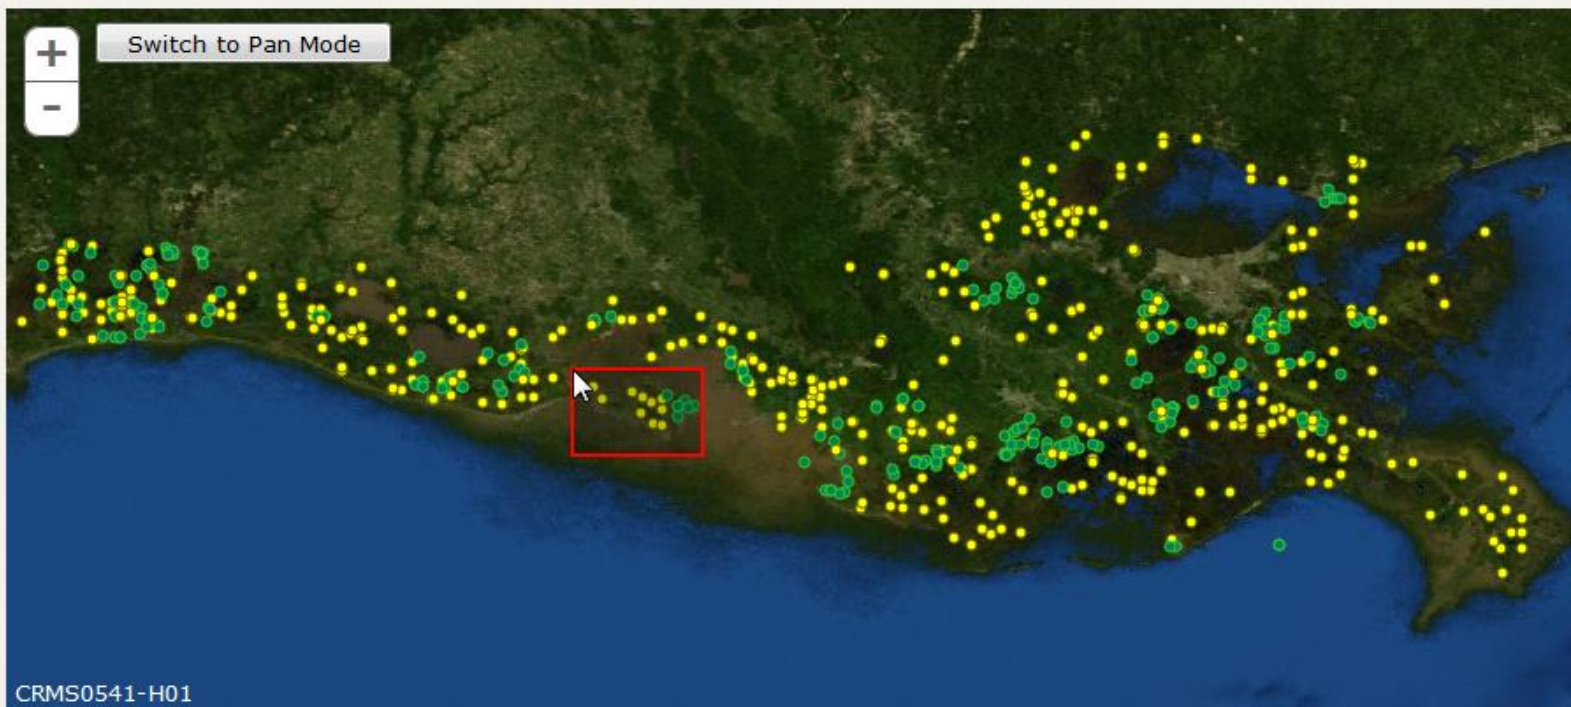 +
Switch to Pan Mode
-
CRMS0541-H01